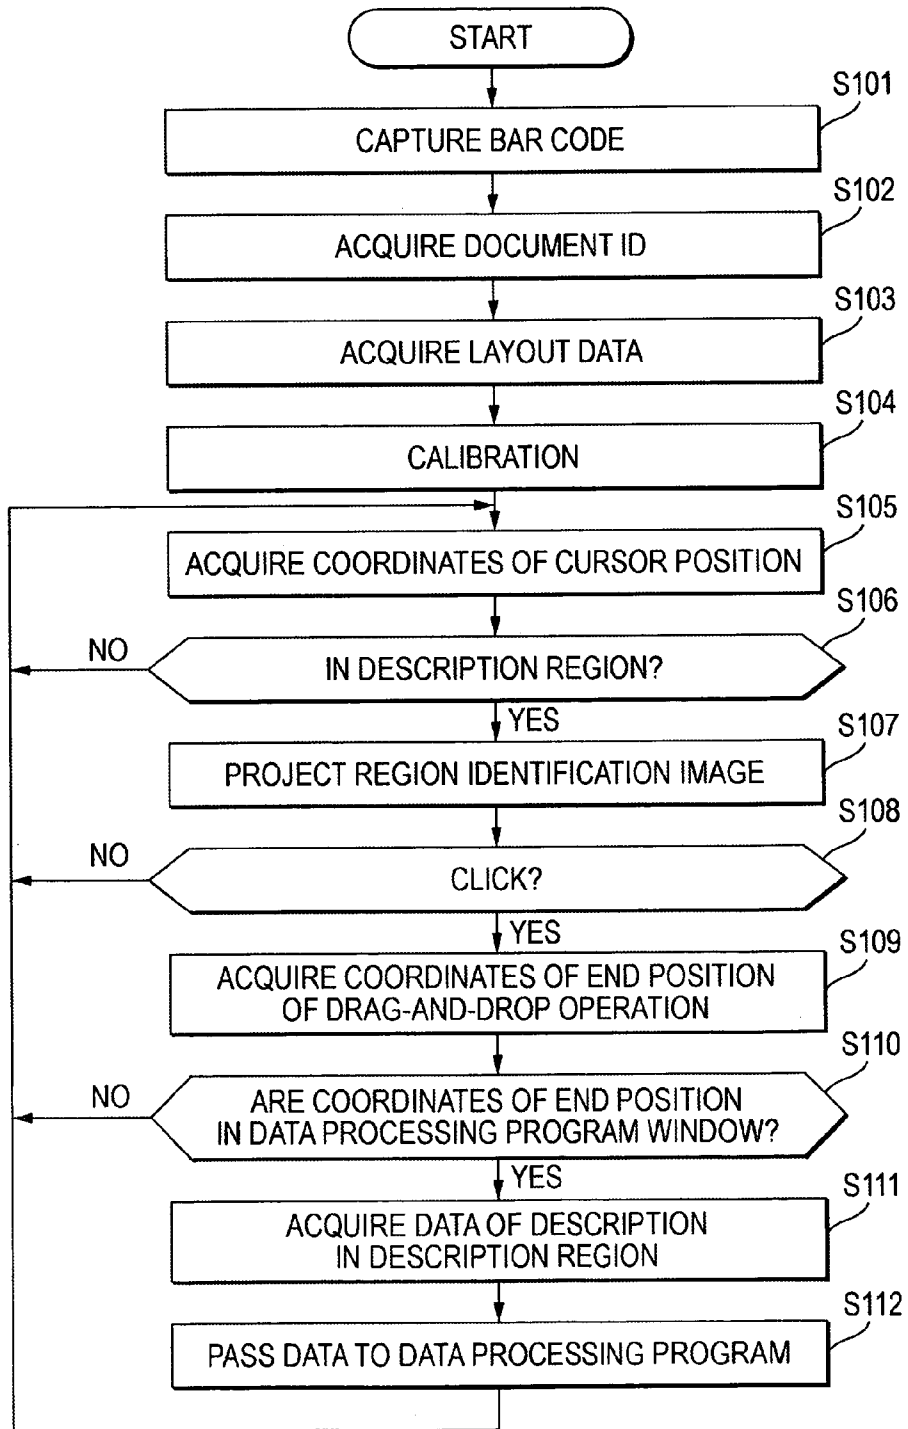 START
S101
CAPTURE BAR CODE
S102
ACQUIRE DOCUMENT ID
S103
ACQUIRE LAYOUT DATA
S104
CALIBRATION
S105
ACQUIRE COORDINATES OF CURSOR POSITION
S106
NO
IN DESCRIPTION REGION?
YES
S107
PROJECT REGION IDENTIFICATION IMAGE
S108
NO
CLICK?
YES
S109
ACQUIRE COORDINATES OF END POSITION
OF DRAG-AND-DROP OPERATION
S110
NO
ARE COORDINATES OF END POSITION
IN DATA PROCESSING PROGRAM WINDOW?
YES
S111
ACQUIRE DATA OF DESCRIPTION
IN DESCRIPTION REGION
S112
PASS DATA TO DATA PROCESSING PROGRAM